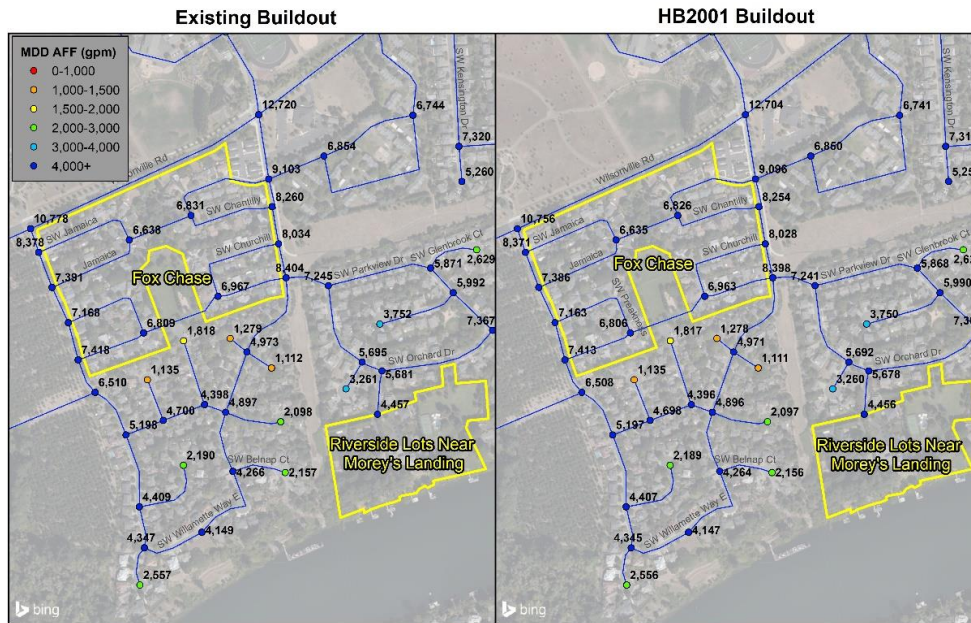 Existing Buildout
HB2001 Buildout
MDD AFF (gpm)
0-1,000
1,000-1,500
1,500-2,000
2,000-3,000
3,000-4,000
4,000+
12,720
6,744
SW Kensington Dr
7,320
5,260
6,854
Wilsonville Rd
9,103
8,260
SW Chantilly
6,831
10,778
SW Jamaica
8,378
6,638
Jamaica
SW Churchill
8,034
7,391
Fox Chase
8,404
7,245
SW Parkview Dr
SW Glenbrook Ct
2,629
5,871
5,992
6,967
7,168
6,809
1,818
1,279
4,973
3,752
7,367
7,418
1,112
5,695
SW Orchard Dr
5,681
3,261
6,510
1,135
4,398
4,897
4,457
4,700
2,098
5,198
Riverside Lots Near
Morey's Landing
2,190
SW Belnap Ct
4,266
2,157
4,409
SW Willamette Way E
4,149
4,347
2,557
bing
12,704
6,741
SW Kensington Dr
6,850
Wilsonville Rd
9,096
8,254
SW Chantilly
6,826
10,756
SW Jamaica
8,371
6,635
Jamaica
SW Churchill
8,028
7,386
Fox Chase
8,398
7,241
SW Parkview Dr
SW Glenbrook Ct
5,868
5,990
6,963
SW Preakness
7,163
6,806
1,817
1,278
4,971
3,750
7,413
1,111
5,692
SW Orchard Dr
5,678
3,260
6,508
1,135
4,396
4,896
4,456
4,698
2,097
5,197
Riverside Lots Near
Morey's Landing
2,189
SW Belnap Ct
4,264
2,156
4,407
SW Willamette Way E
4,147
4,345
2,556
bing